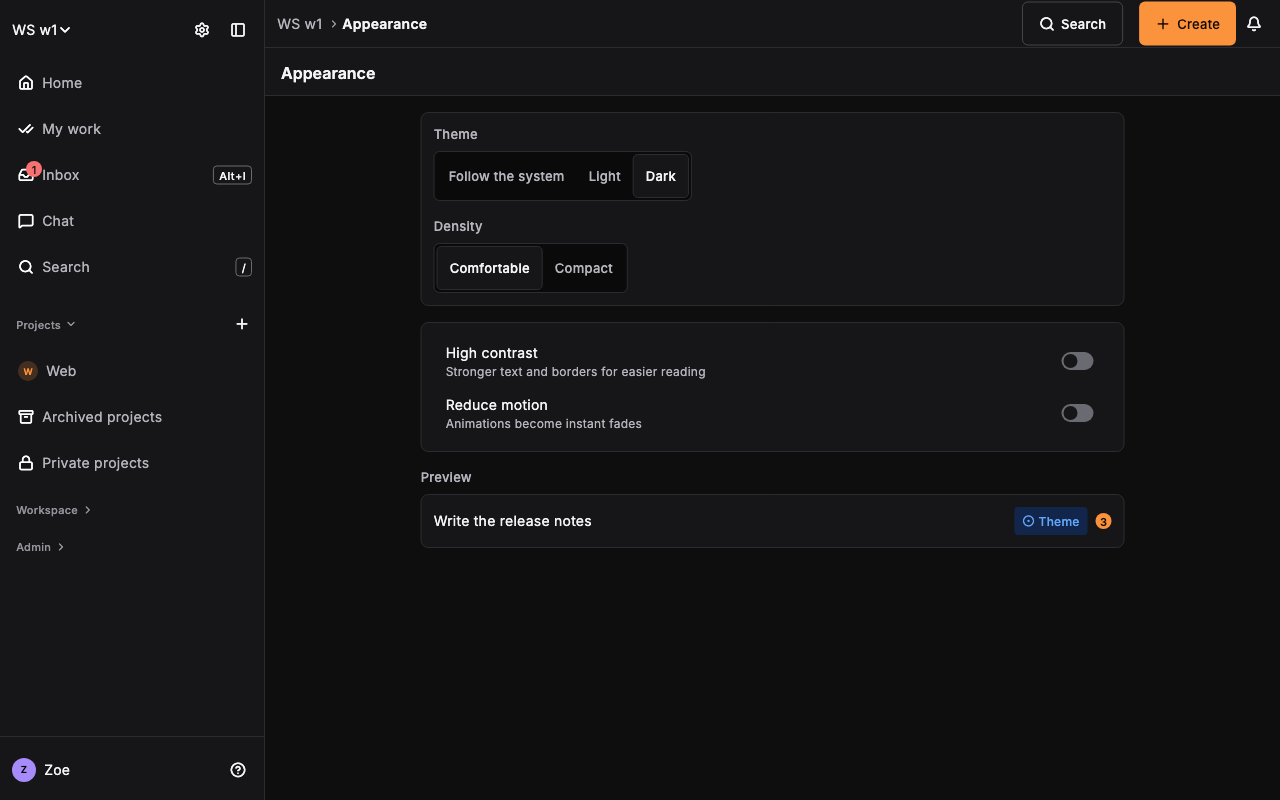 WS w1
Home
My work
1
Inbox
Alt+I
Chat
Search
/
Projects
W
Web
Archived projects
Private projects
Workspace
Admin
Z
Zoe
WS w1 > Appearance
Search
+ Create
Appearance
Theme
Follow the system
Light
Dark
Density
Comfortable
Compact
High contrast
Stronger text and borders for easier reading
Reduce motion
Animations become instant fades
Preview
Write the release notes
Theme
3